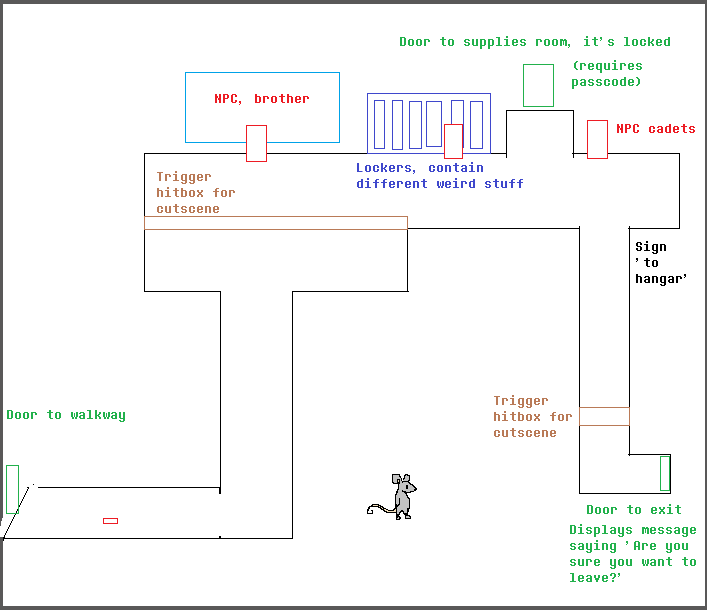 Door to supplies room, it's locked
(requires
passcode)
NPC, brother
NPC cadets
Lockers, contain
different weird stuff
Trigger
hitbox for
cutscene
Sign
'to
hangar'
Trigger
hitbox for
cutscene
Door to walkway
Door to exit
Displays message
saying 'Are you
sure you want to
leave?'